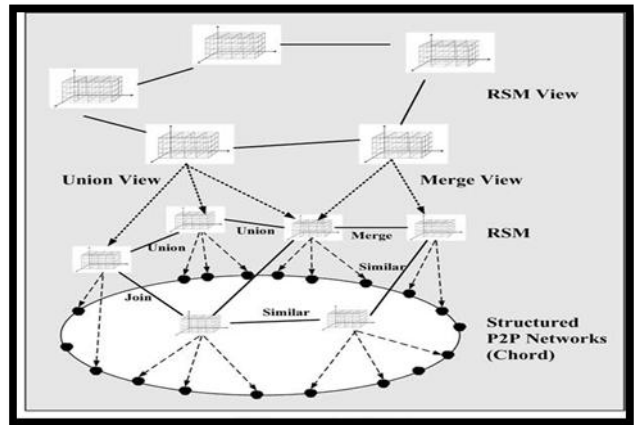 RSM View
Union View
Merge View
Union
Union
Merge
RSM
Similar
Join
Similar
Structured
P2P Networks
(Chord)